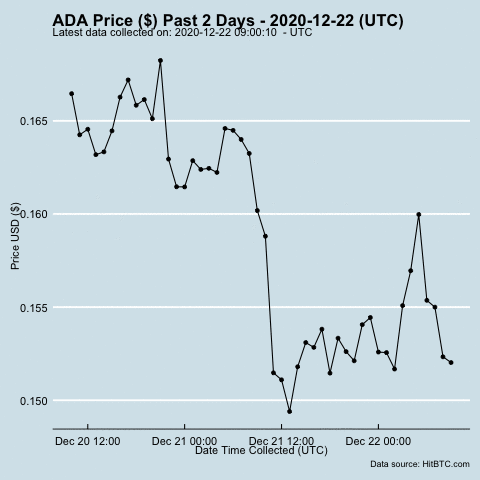 ADA Price ($) Past 2 Days - 2020-12-22 (UTC)
Latest data collected on: 2020-12-22 09:00:10 - UTC
0.165
0.160
0.155
0.150
Price USD ($)
Dec 20 12:00 Dec 21 00:00 Dec 21 12:00 Dec 22 00:00
Date Time Collected (UTC)
Data source: HitBTC.com